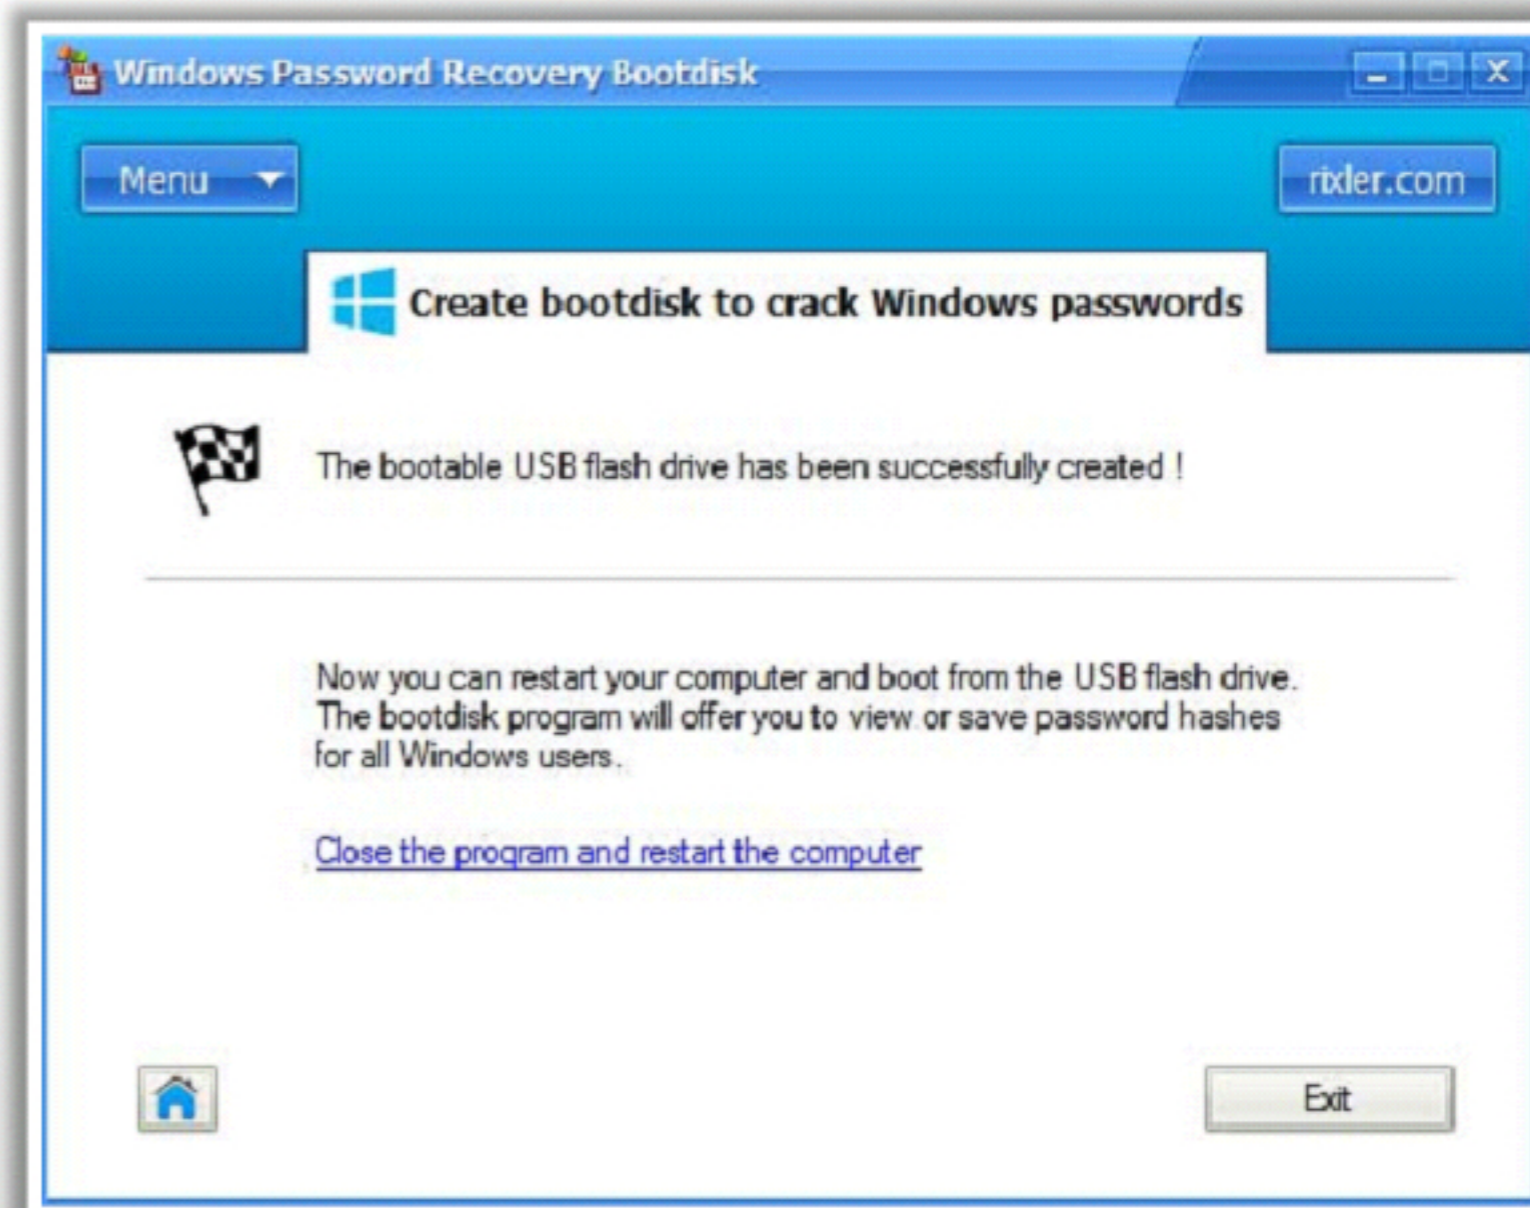 Windows Password Recovery Bootdisk
Menu
rixler.com
Create bootdisk to crack Windows passwords
The bootable USB flash drive has been successfully created !
Now you can restart your computer and boot from the USB flash drive.
The bootdisk program will offer you to view or save password hashes
for all Windows users.
Close the program and restart the computer
Exit